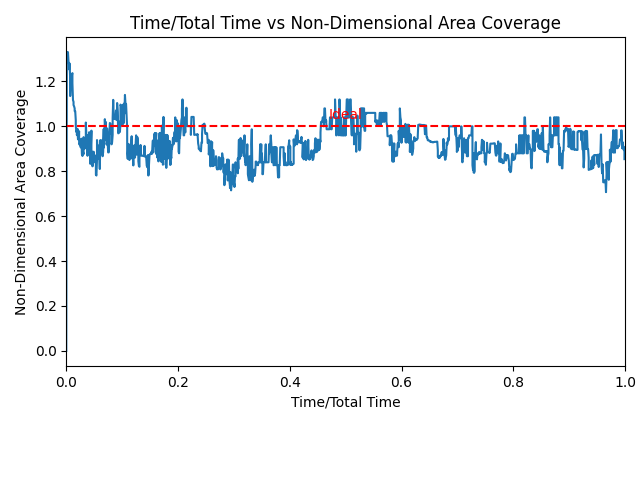 Time/Total Time vs Non-Dimensional Area Coverage
Non-Dimensional Area Coverage
1.2
1.0
0.8
0.6
0.4
0.2
0.0
Ideal
0.0 0.2 0.4 0.6 0.8 1.0
Time/Total Time